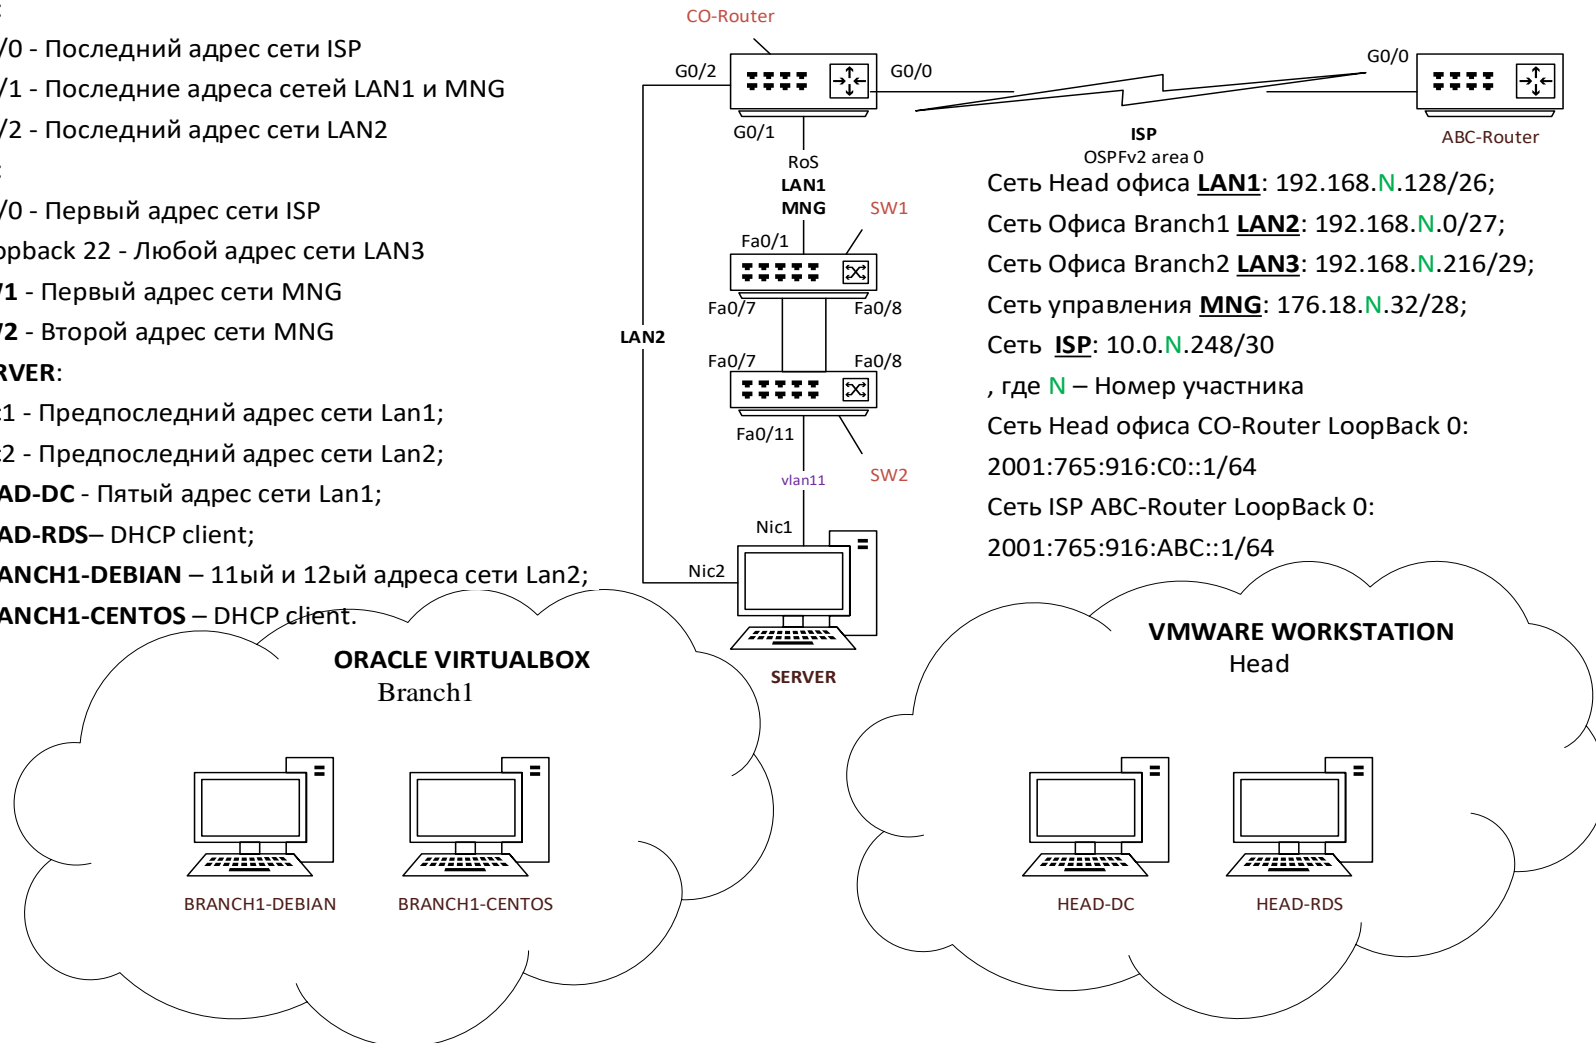 :
/0 - Последний адрес сети ISP
/1 - Последние адреса сетей LAN1 и MNG
/2 - Последний адрес сети LAN2
:
/0 - Первый адрес сети ISP
opback 22 - Любой адрес сети LAN3
1 - Первый адрес сети MNG
2 - Второй адрес сети MNG
RVER:
1 - Предпоследний адрес сети Lan1;
2 - Предпоследний адрес сети Lan2;
AD-DC - Пятый адрес сети Lan1;
AD-RDS– DHCP client;
ANCH1-DEBIAN – 11ый и 12ый адреса сети Lan2;
ANCH1-CENTOS – DHCP client.
CO-Router
G0/2
G0/0
G0/0
G0/1
ISP
OSPFv2 area 0
ABC-Router
RoS
LAN1
MNG
SW1
Fa0/1
Fa0/7
Fa0/8
LAN2
Fa0/7
Fa0/8
Fa0/11
SW2
vlan11
Nic1
Nic2
SERVER
Сеть Head офиса LAN1: 192.168.N.128/26;
Сеть Офиса Branch1 LAN2: 192.168.N.0/27;
Сеть Офиса Branch2 LAN3: 192.168.N.216/29;
Сеть управления MNG: 176.18.N.32/28;
Сеть ISP: 10.0.N.248/30
, где N – Номер участника
Сеть Head офиса CO-Router LoopBack 0:
2001:765:916:C0::1/64
Сеть ISP ABC-Router LoopBack 0:
2001:765:916:ABC::1/64
ORACLE VIRTUALBOX
Branch1
BRANCH1-DEBIAN
BRANCH1-CENTOS
VMWARE WORKSTATION
Head
HEAD-DC
HEAD-RDS